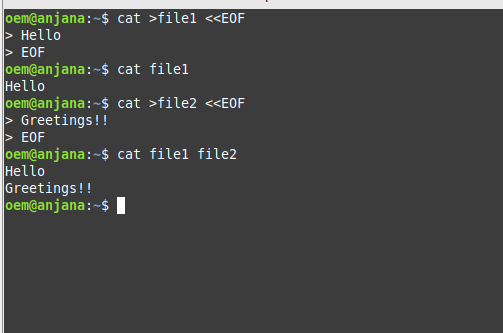 oem@anjana:~$ cat >file1 <<EOF
> Hello
> EOF
oem@anjana:~$ cat file1
Hello
oem@anjana:~$ cat >file2 <<EOF
> Greetings!!
> EOF
oem@anjana:~$ cat file1 file2
Hello
Greetings!!
oem@anjana:~$